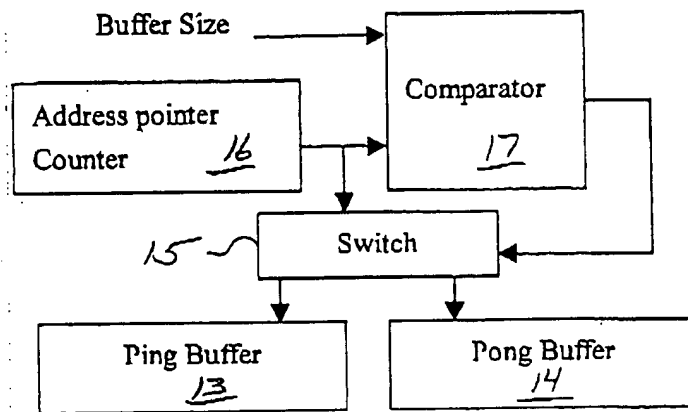 Buffer Size
Address pointer
Counter 16
Comparator
17
15
Switch
Ping Buffer
13
Pong Buffer
14